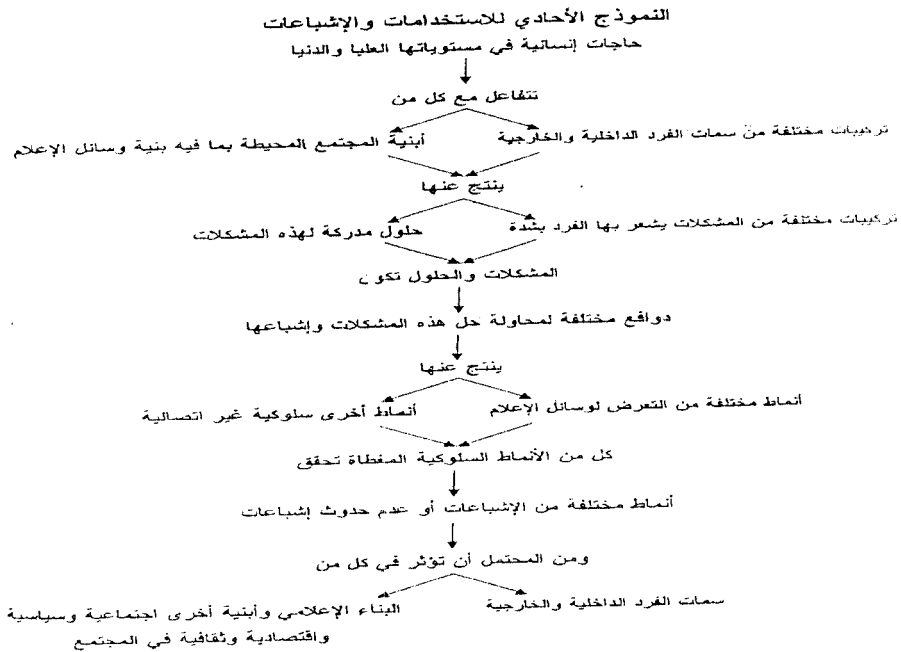 النموذج الأحادي للاستخدامات والإشباعات
حاجات إنسانية في مستوياتها العليا والدنيا
تتفاعل مع كل من
تركيبات مختلفة من سمات الفرد الداخلية والخارجية
أبنية المجتمع المحيطة بما فيه بنية وسائل الإعلام
ينتج عنها
تركيبات مختلفة من المشكلات يشعر بها الفرد بشدة
حلول مدركة لهذه المشكلات
المشكلات والحلول تكون
دوافع مختلفة لمحاولة حل هذه المشكلات وإشباعها
ينتج عنها
أنماط مختلفة من التعرض لوسائل الإعلام
أنماط أخرى سلوكية غير اتصالية
كل من الأنماط السلوكية المغطاة تحقق
أنماط مختلفة من الإشباعات أو عدم حدوث إشباعات
ومن المحتمل أن تؤثر في كل من
سمات الفرد الداخلية والخارجية
البناء الإعلامي وأبنية أخرى اجتماعية وسياسية
واقتصادية وثقافية في المجتمع